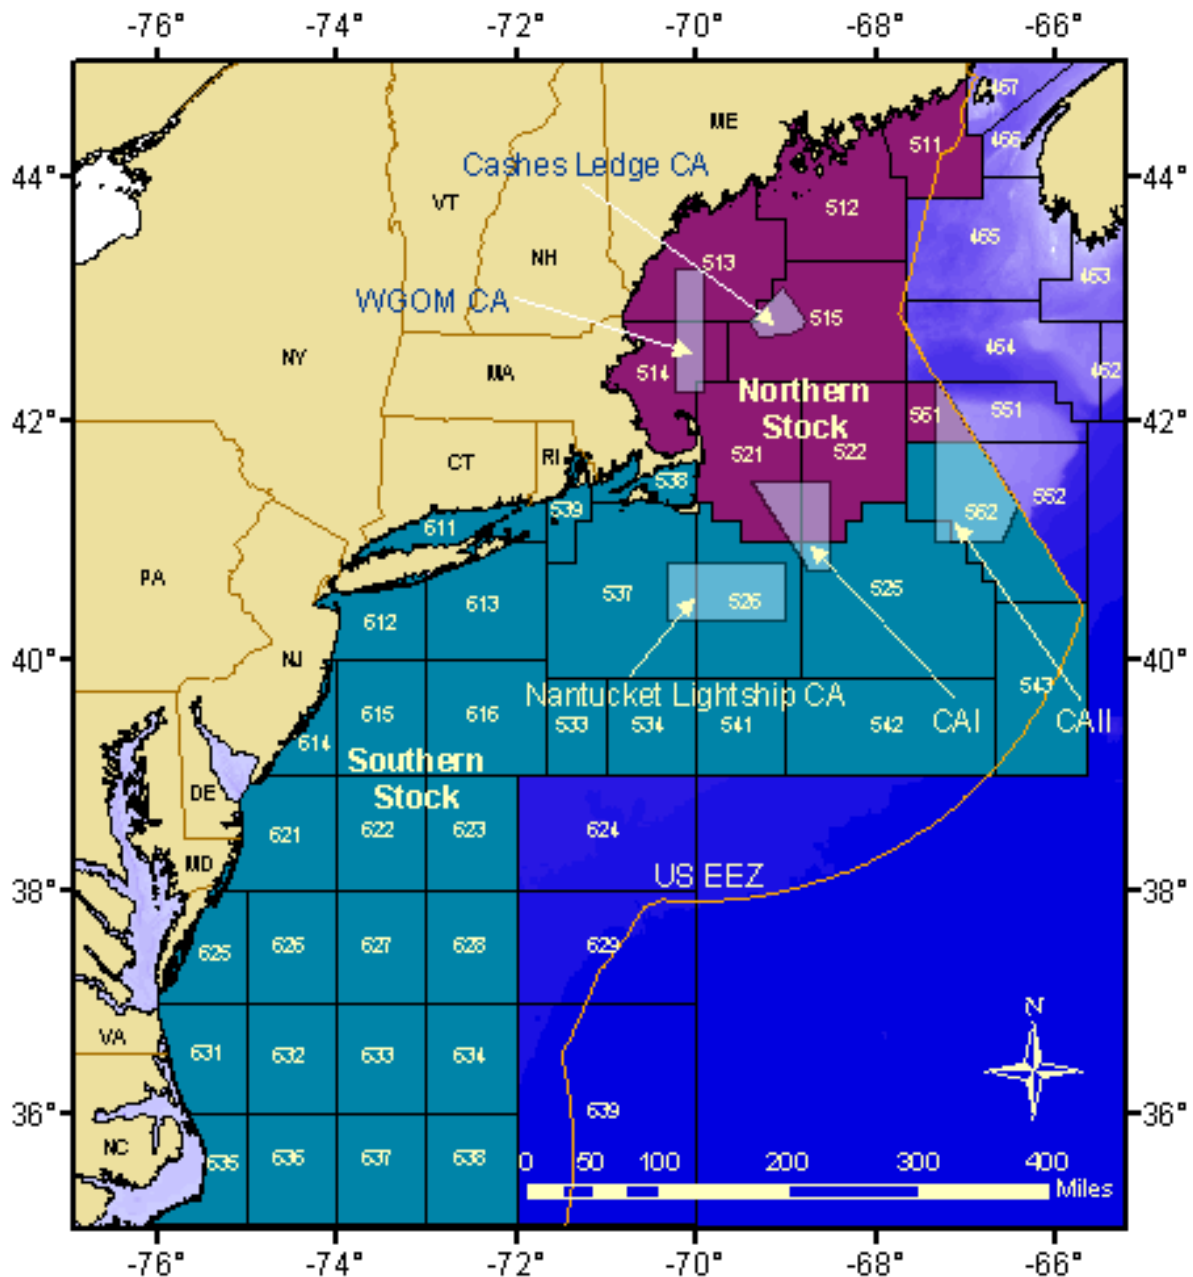 -76° -74° -72° -70° -68° -66°
467
ME
466
511
Cashes Ledge CA
44° 44°
VT
512
465
NH
513
463
WGOM CA
515
464
NY
MA
514
462
Northern
Stock
551
561
42° 42°
521
522
CT
RI
538
552
539
562
611
PA
537
525
526
613
612
NJ
40° 40°
543
Nantucket Lightship CA
615
616
533
534
541
542
CAI
CAII
614
Southern
Stock
DE
621
622
623
624
MD
US EEZ
38° 38°
625
626
627
628
629
N
VA
631
632
633
634
36° 36°
639
NC
635
636
637
638
0 50 100 200 300 400
Miles
-76° -74° -72° -70° -68° -66°